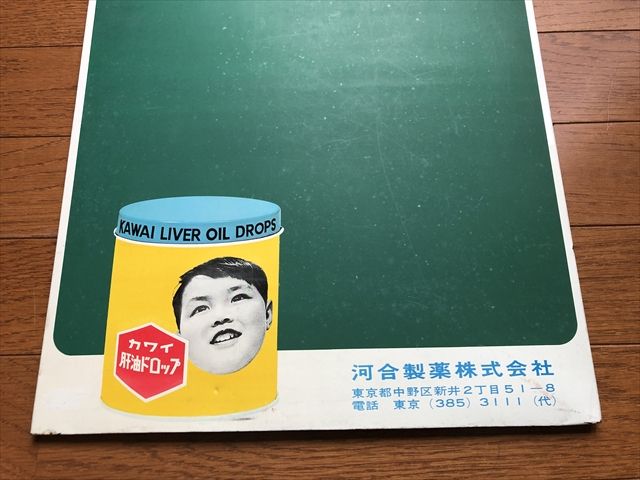 KAWAI LIVER OIL DROPS
カワイ
肝油ドロップ
河合製薬株式会社
東京都中野区新井2丁目51-8
電話 東京(385)3111(代)